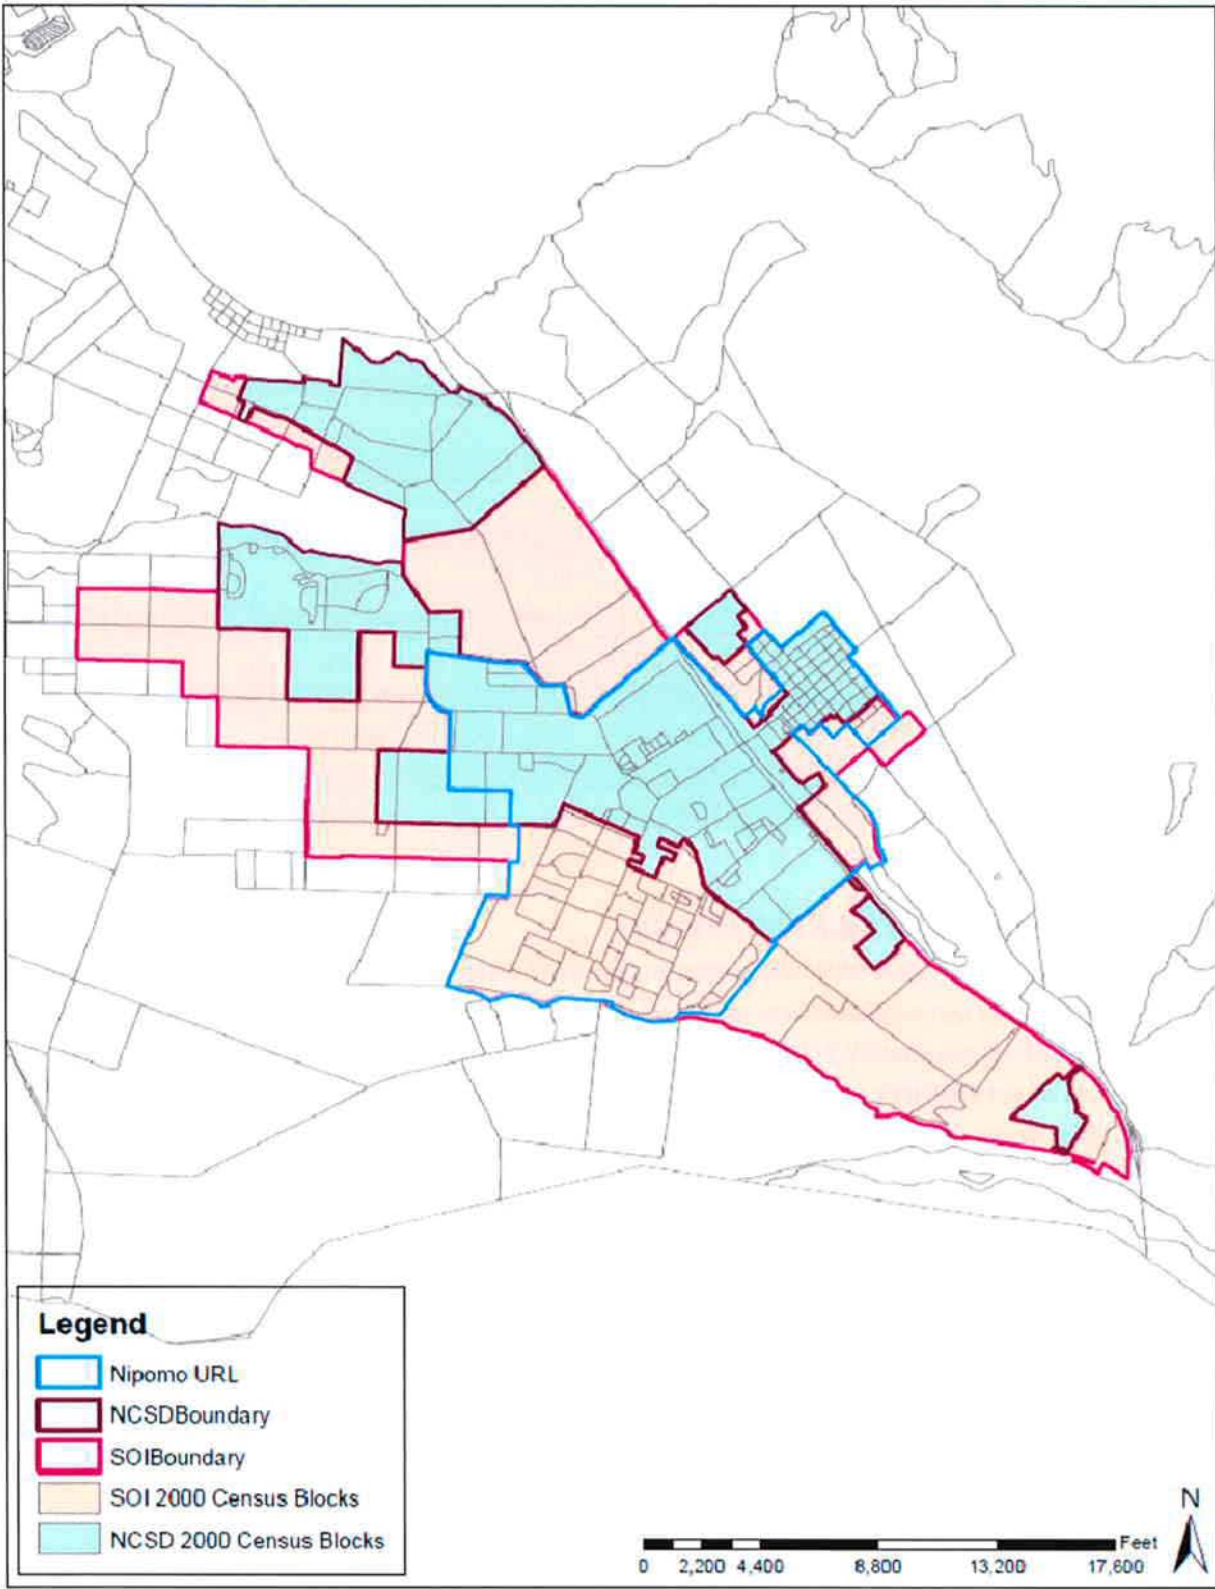 Legend
Nipomo URL
NCSDBoundary
SOIBoundary
SOI 2000 Census Blocks
NCSD 2000 Census Blocks
N
Feet
0 2,200 4,400 8,800 13,200 17,600